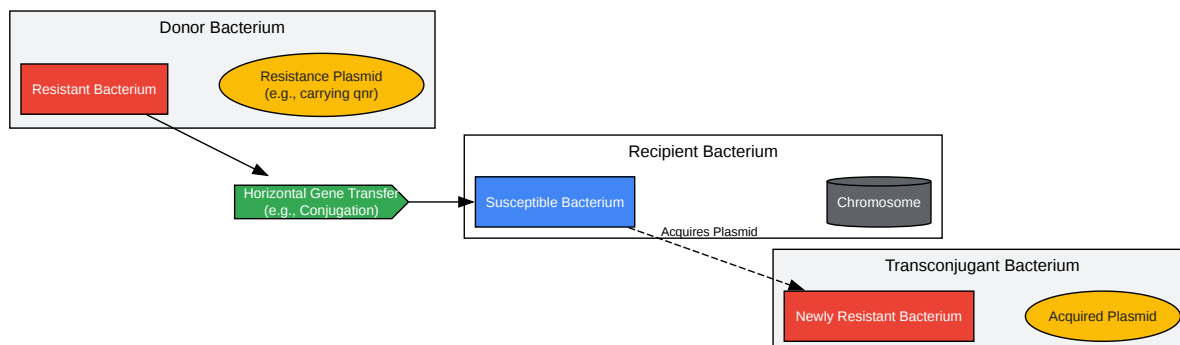 Donor Bacterium
Resistant Bacterium
Resistance Plasmid
(e.g., carrying qnr)
Horizontal Gene Transfer
(e.g., Conjugation)
Recipient Bacterium
Susceptible Bacterium
Chromosome
Acquires Plasmid
Transconjugant Bacterium
Newly Resistant Bacterium
Acquired Plasmid